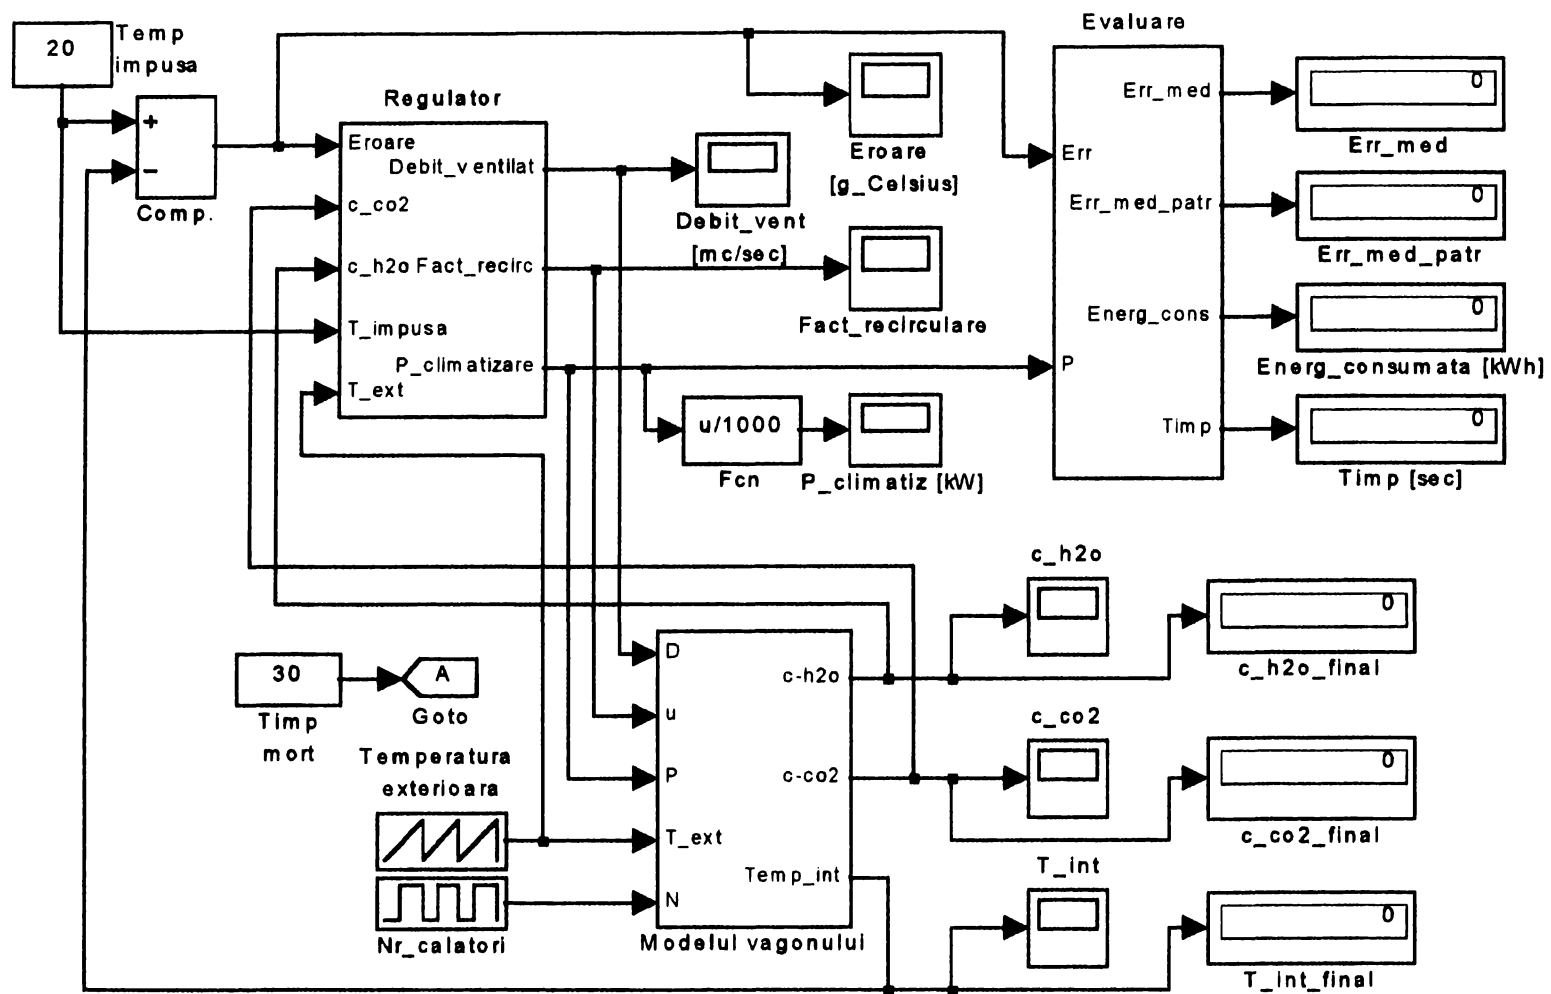 20
Temp
impusa
+
−
Comp.
Regulator
Eroare
c_co2
c_h2o
T_impusa
T_ext
Debit_ventilat
Fact_recirc
P_climatizare
Debit_vent
[mc/sec]
Eroare
[g_Celsius]
Fact_recirculare
u/1000
Fcn
P_climatiz [kW]
Evaluare
Err
P
Err_med
Err_med_patr
Energ_cons
Timp
0
Err_med
0
Err_med_patr
0
Energ_consumata [kWh]
0
Timp [sec]
30
Timp
mort
A
Goto
Temperatura
exterioara
Nr_calatori
D
u
P
T_ext
N
c-h2o
c-co2
Temp_int
Modelul vagonului
c_h2o
0
c_h2o_final
c_co2
0
c_co2_final
T_int
0
T_int_final